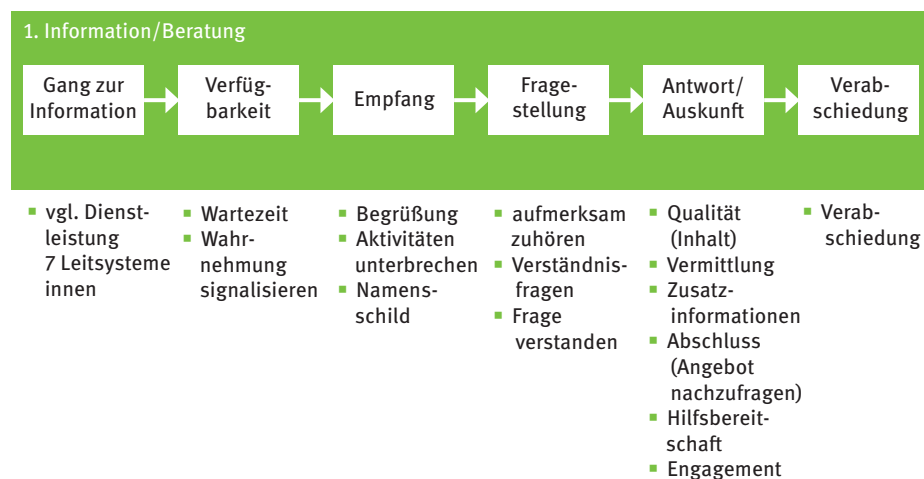 1. Information/Beratung
Gang zur
Information
Verfüg-
barkeit
Empfang
Frage-
stellung
Antwort/
Auskunft
Verab-
schiedung
▪ vgl. Dienst-
leistung
7 Leitsysteme
innen
▪ Wartezeit
▪ Wahr-
nehmung
signalisieren
▪ Begrüßung
▪ Aktivitäten
unterbrechen
▪ Namens-
schild
▪ aufmerksam
zuhören
▪ Verständnis-
fragen
▪ Frage
verstanden
▪ Qualität
(Inhalt)
▪ Vermittlung
▪ Zusatz-
informationen
▪ Abschluss
(Angebot
nachzufragen)
▪ Hilfsbereit-
schaft
▪ Engagement
▪ Verab-
schiedung